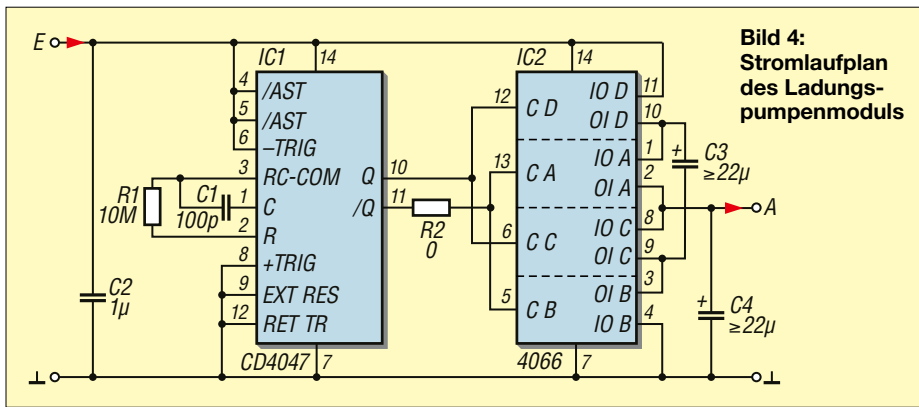 Bild 4:
Stromlaufplan
des Ladungs-
pumpenmoduls
E
IC1
14
4 /AST
5 /AST
6 –TRIG
3 RC-COM
1 C
2 R
8 +TRIG
9 EXT RES
12 RET TR
Q 10
/Q 11
CD4047 7
R1
10M
C1
100p
C2
1µ
R2
0
IC2
14
12 C D
13 C A
6 C C
5 C B
IO D 11
OI D 10
IO A 1
OI A 2
IO C 8
OI C 9
OI B 3
IO B 4
4066 7
+ C3
≥22µ
A
+ C4
≥22µ